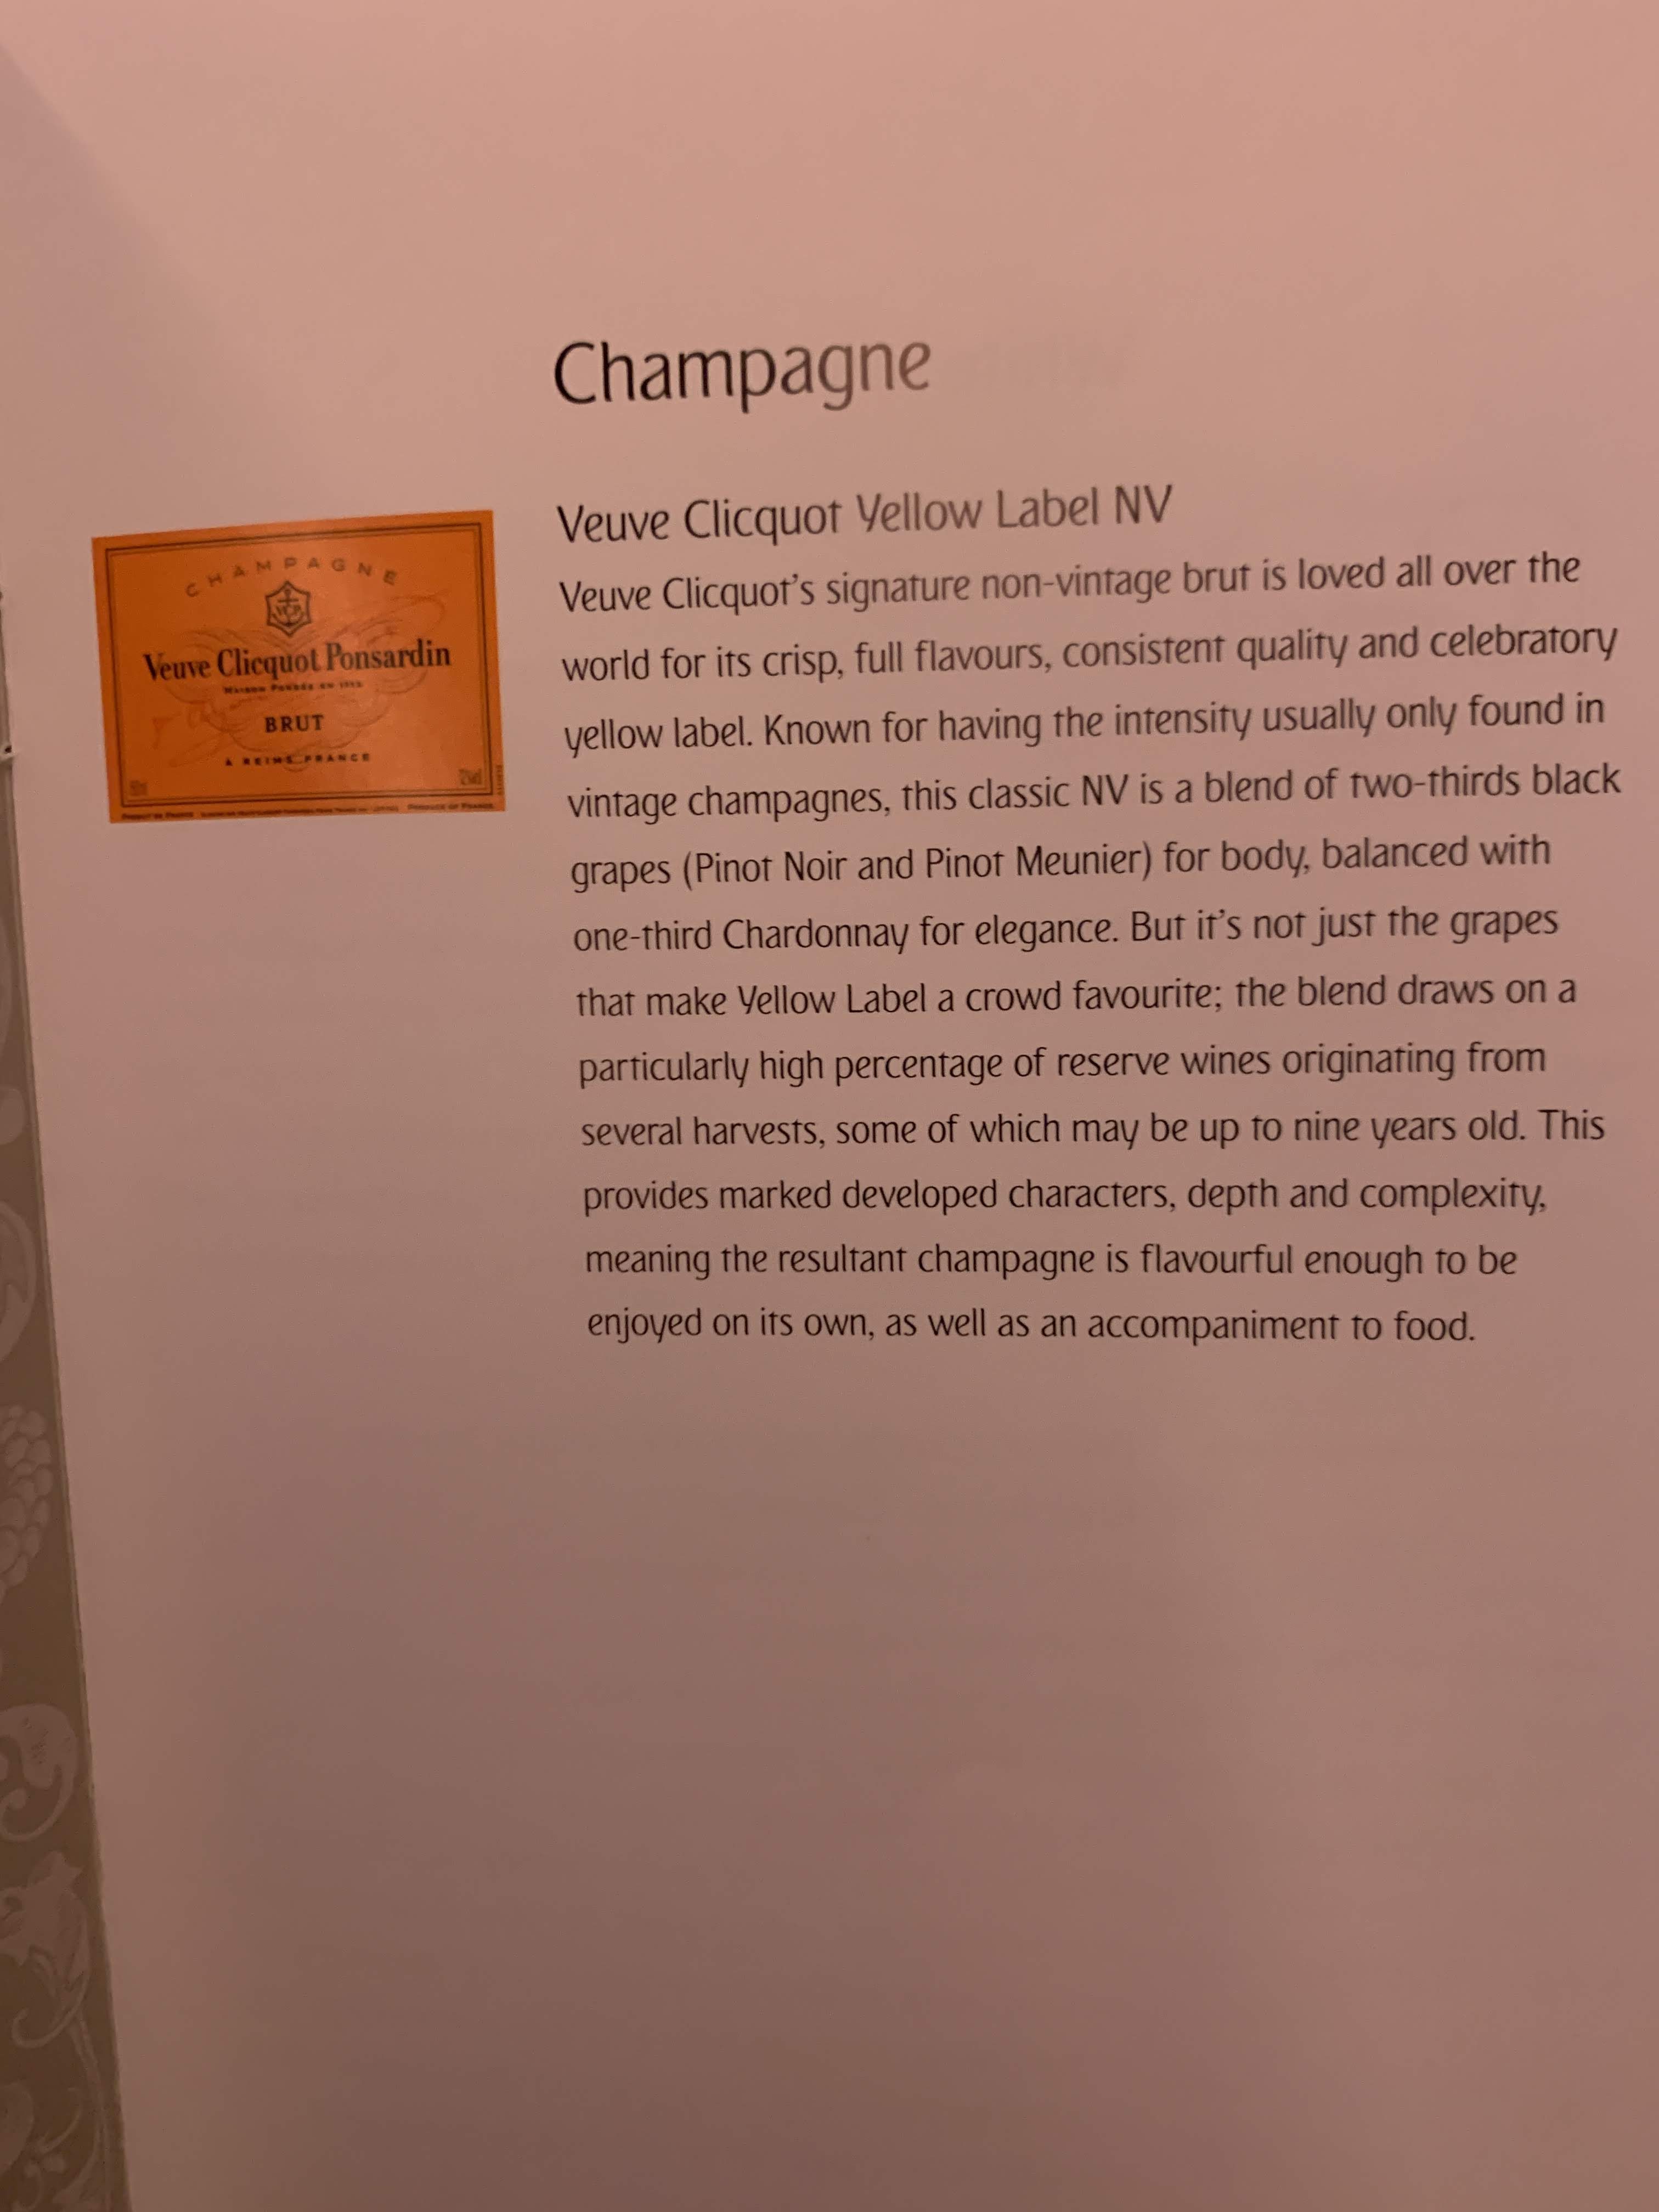 Champagne
CHAMPAGNE
VCP
Veuve Clicquot Ponsardin
BRUT
A REIMS FRANCE
Veuve Clicquot Yellow Label NV
Veuve Clicquot's signature non-vintage brut is loved all over the
world for its crisp, full flavours, consistent quality and celebratory
yellow label. Known for having the intensity usually only found in
vintage champagnes, this classic NV is a blend of two-thirds black
grapes (Pinot Noir and Pinot Meunier) for body, balanced with
one-third Chardonnay for elegance. But it's not just the grapes
that make Yellow Label a crowd favourite; the blend draws on a
particularly high percentage of reserve wines originating from
several harvests, some of which may be up to nine years old. This
provides marked developed characters, depth and complexity,
meaning the resultant champagne is flavourful enough to be
enjoyed on its own, as well as an accompaniment to food.